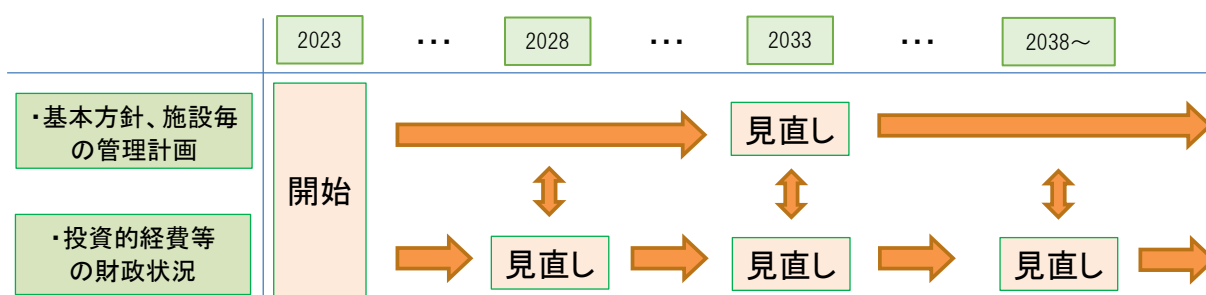 2023
・・・
2028
・・・
2033
・・・
2038～
・基本方針、施設毎
の管理計画
開始
見直し
・投資的経費等
の財政状況
見直し
見直し
見直し